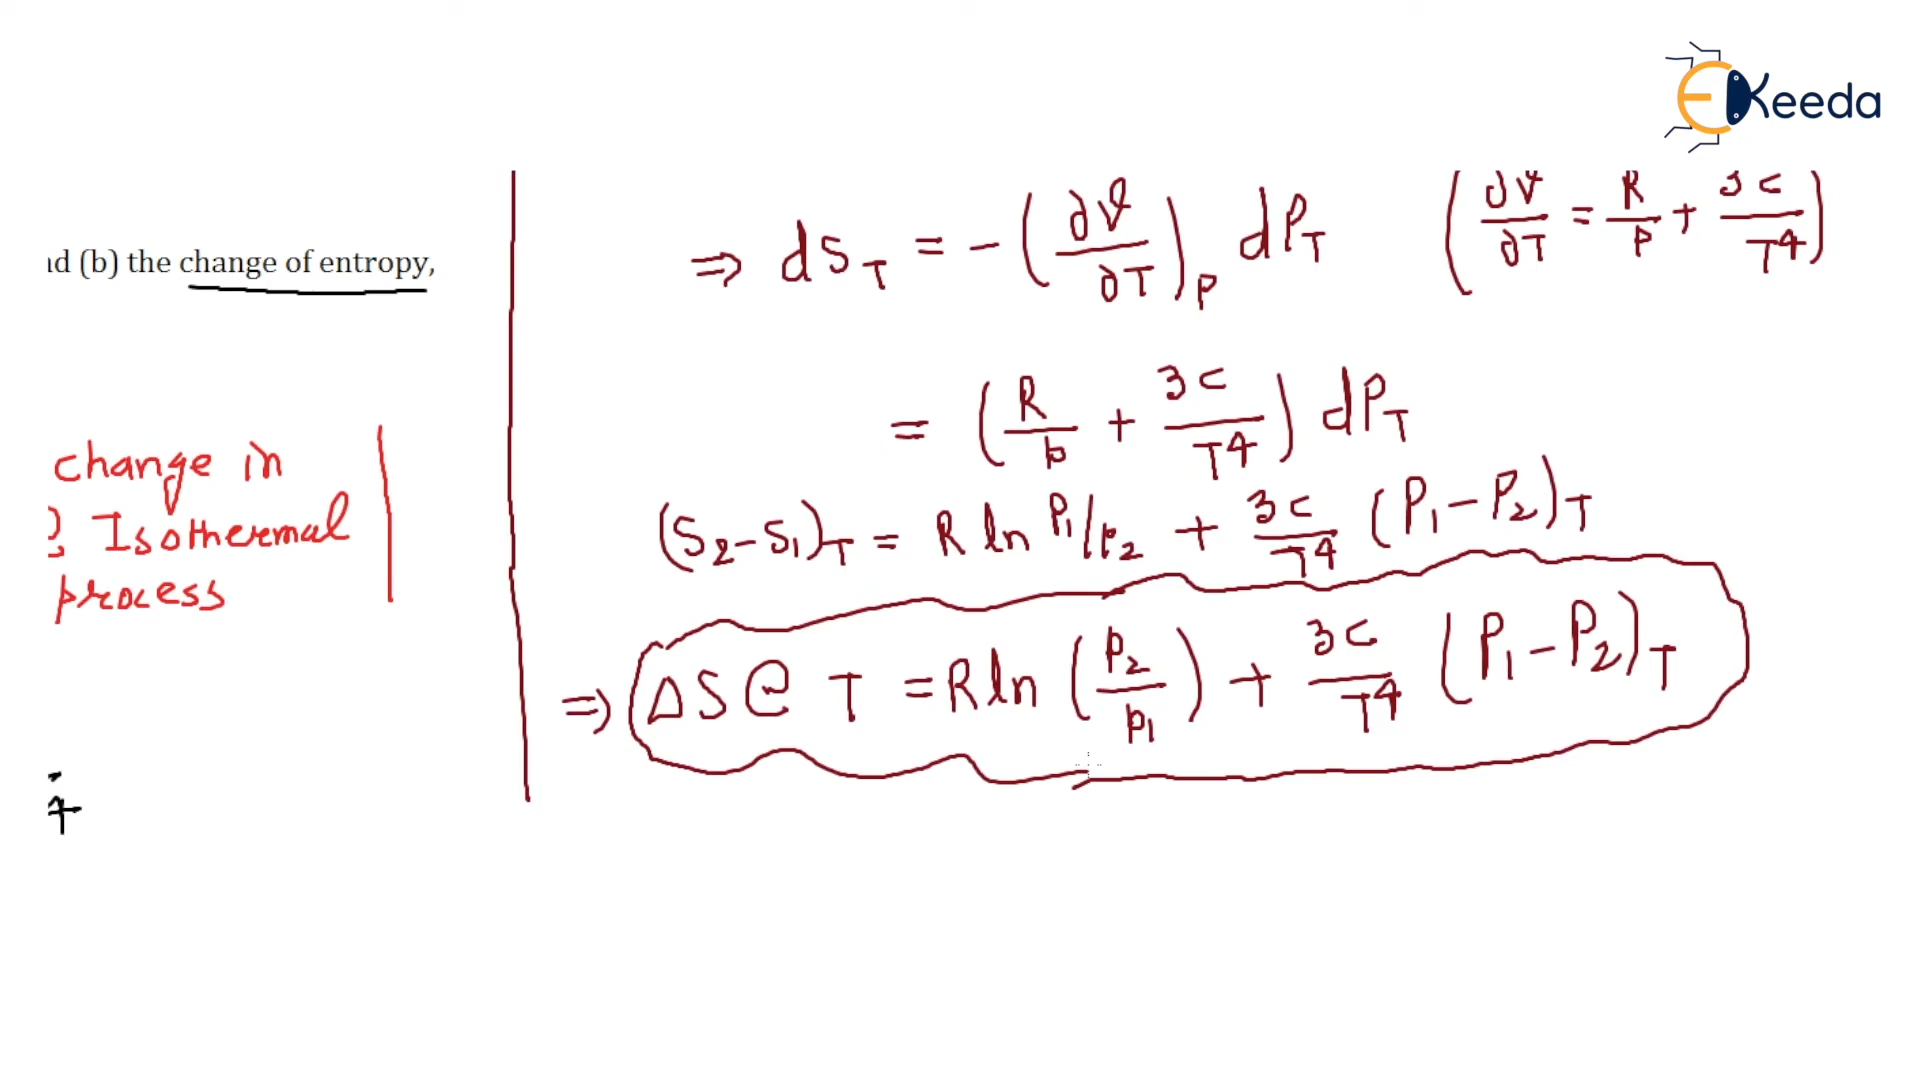 EKeeda
nd (b) the change of entropy,
change in
@ Isothermal
process
⇒ dS_T = -(∂v/∂T)_P dP_T (∂v/∂T = R/P + 3C/T⁴)
= (R/p + 3C/T⁴) dP_T
(S₂-S₁)_T = R ln P₁/P₂ + 3C/T⁴ (P₁-P₂)_T
⇒ ΔS @ T = R ln (P₂/P₁) + 3C/T⁴ (P₁-P₂)_T